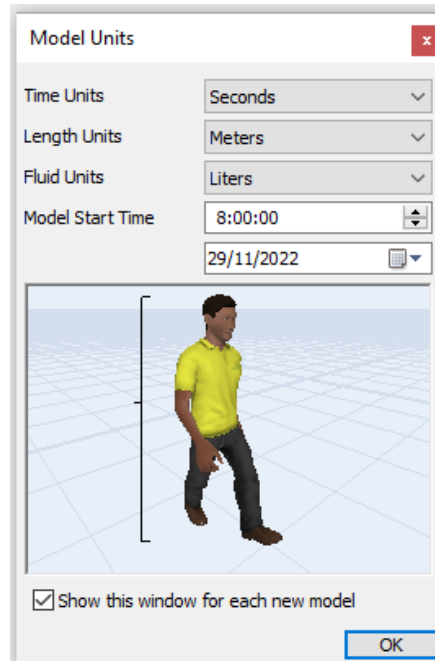 Model Units
x
Time Units Seconds
Length Units Meters
Fluid Units Liters
Model Start Time 8:00:00
29/11/2022
Show this window for each new model
OK